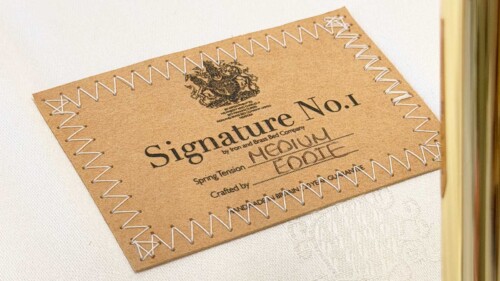 Signature No.1
by Iron and Brass Bed Company
Spring Tension MEDIUM
Crafted by EDDIE